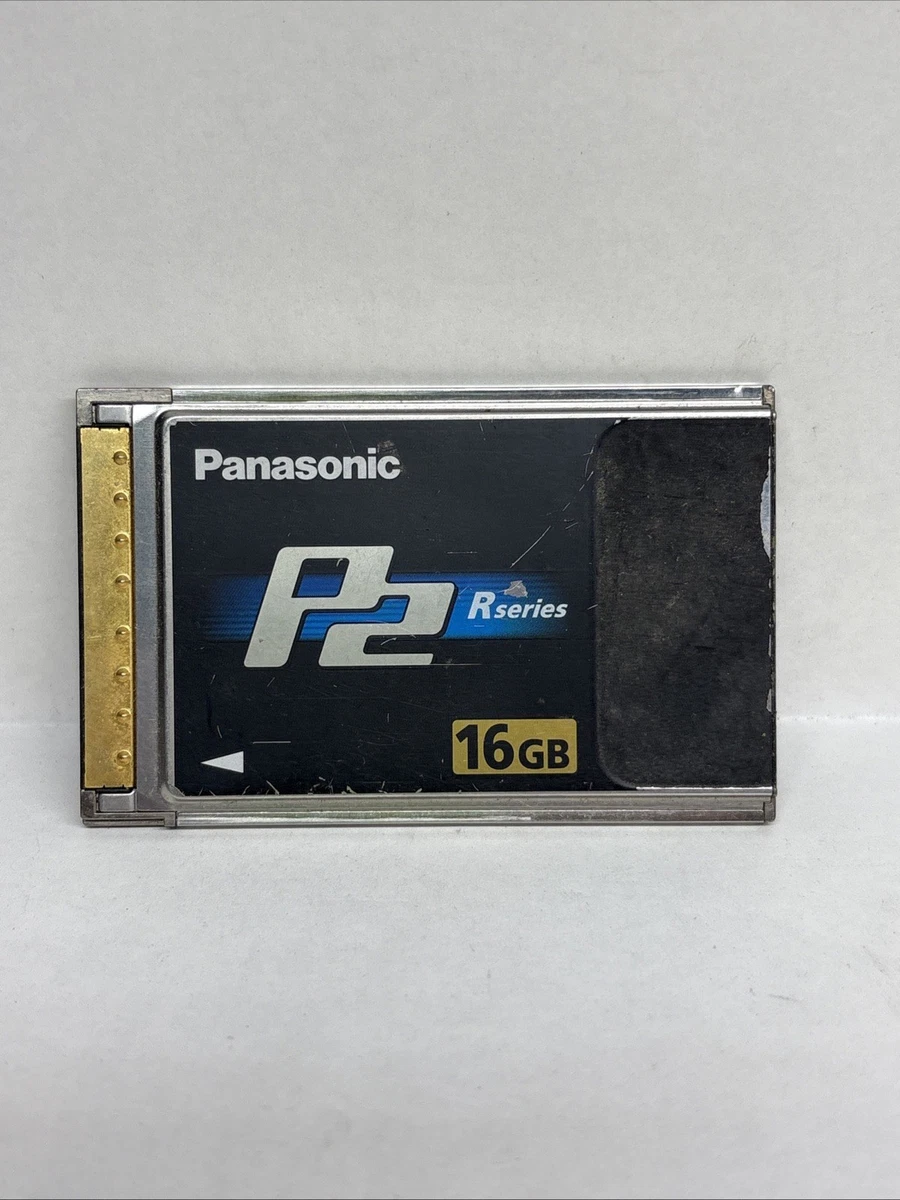 Panasonic
P2
R series
16GB